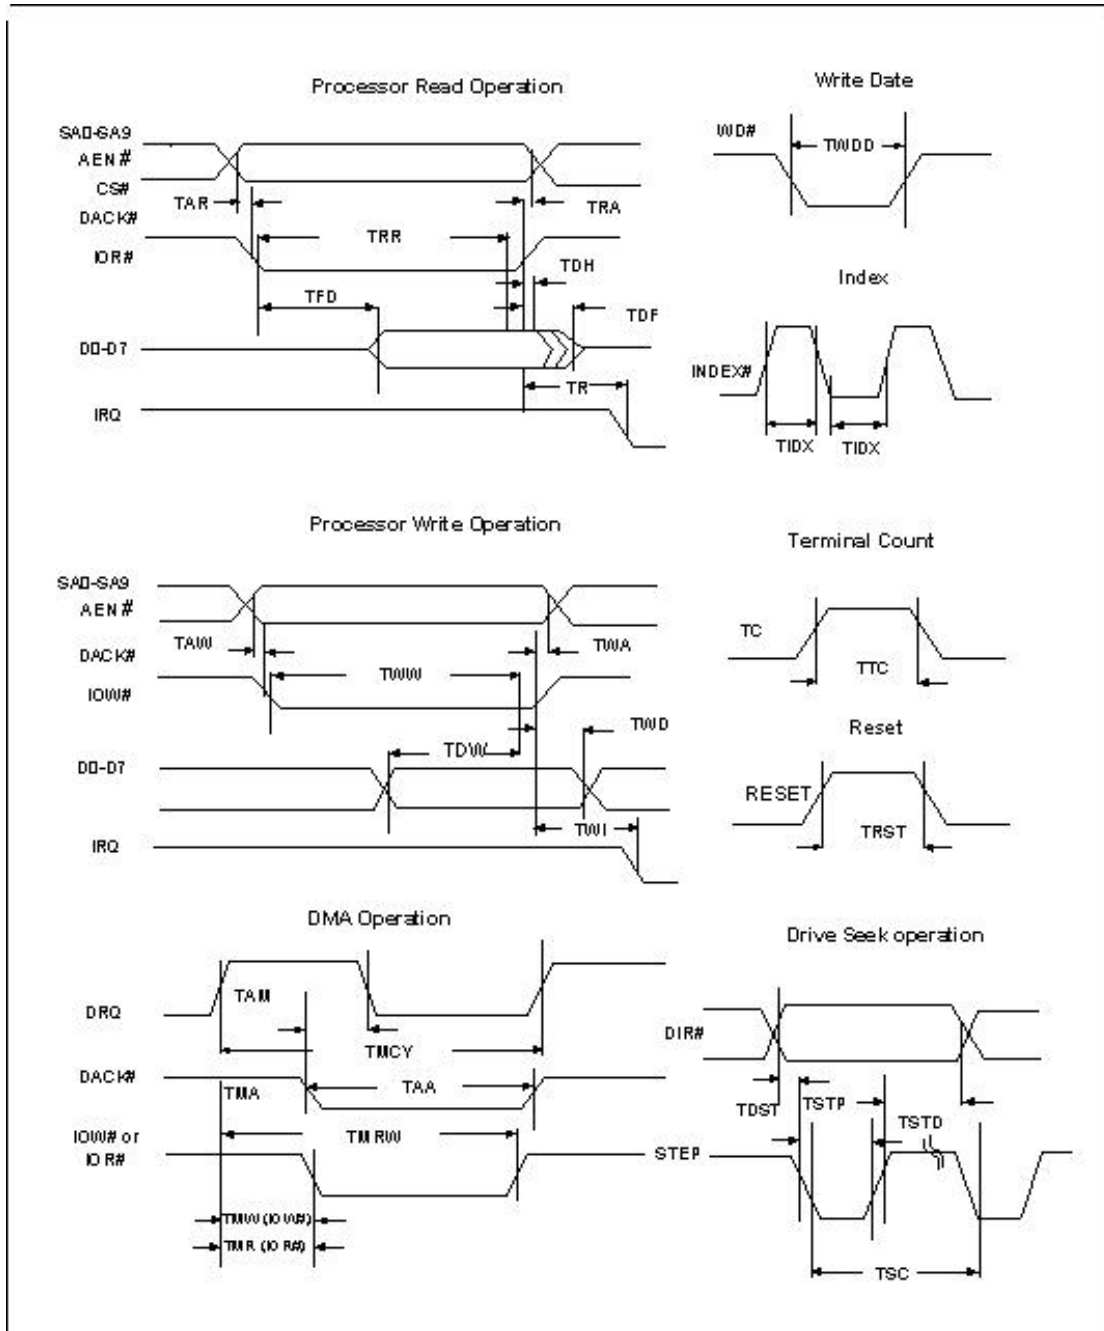 Processor Read Operation
SA0-SA9
AEN#
CS#
TAR
TRA
DACK#
TRR
IOR#
TDH
TFD
TDF
D0-D7
TR
IRQ
Write Date
WD#
TWDD
Index
INDEX#
TIDX
TIDX
Processor Write Operation
SA0-SA9
AEN#
TAW
TWA
DACK#
TWW
IOW#
TWD
TDW
D0-D7
TWI
IRQ
Terminal Count
TC
TTC
Reset
RESET
TRST
DMA Operation
TAM
DRQ
TMCY
DACK#
TMA
TAA
IOW# or
IOR#
TMRW
TMW (IOW#)
TMR (IOR#)
Drive Seek operation
DIR#
TDST
TSTP
TSTD
STEP
TSC